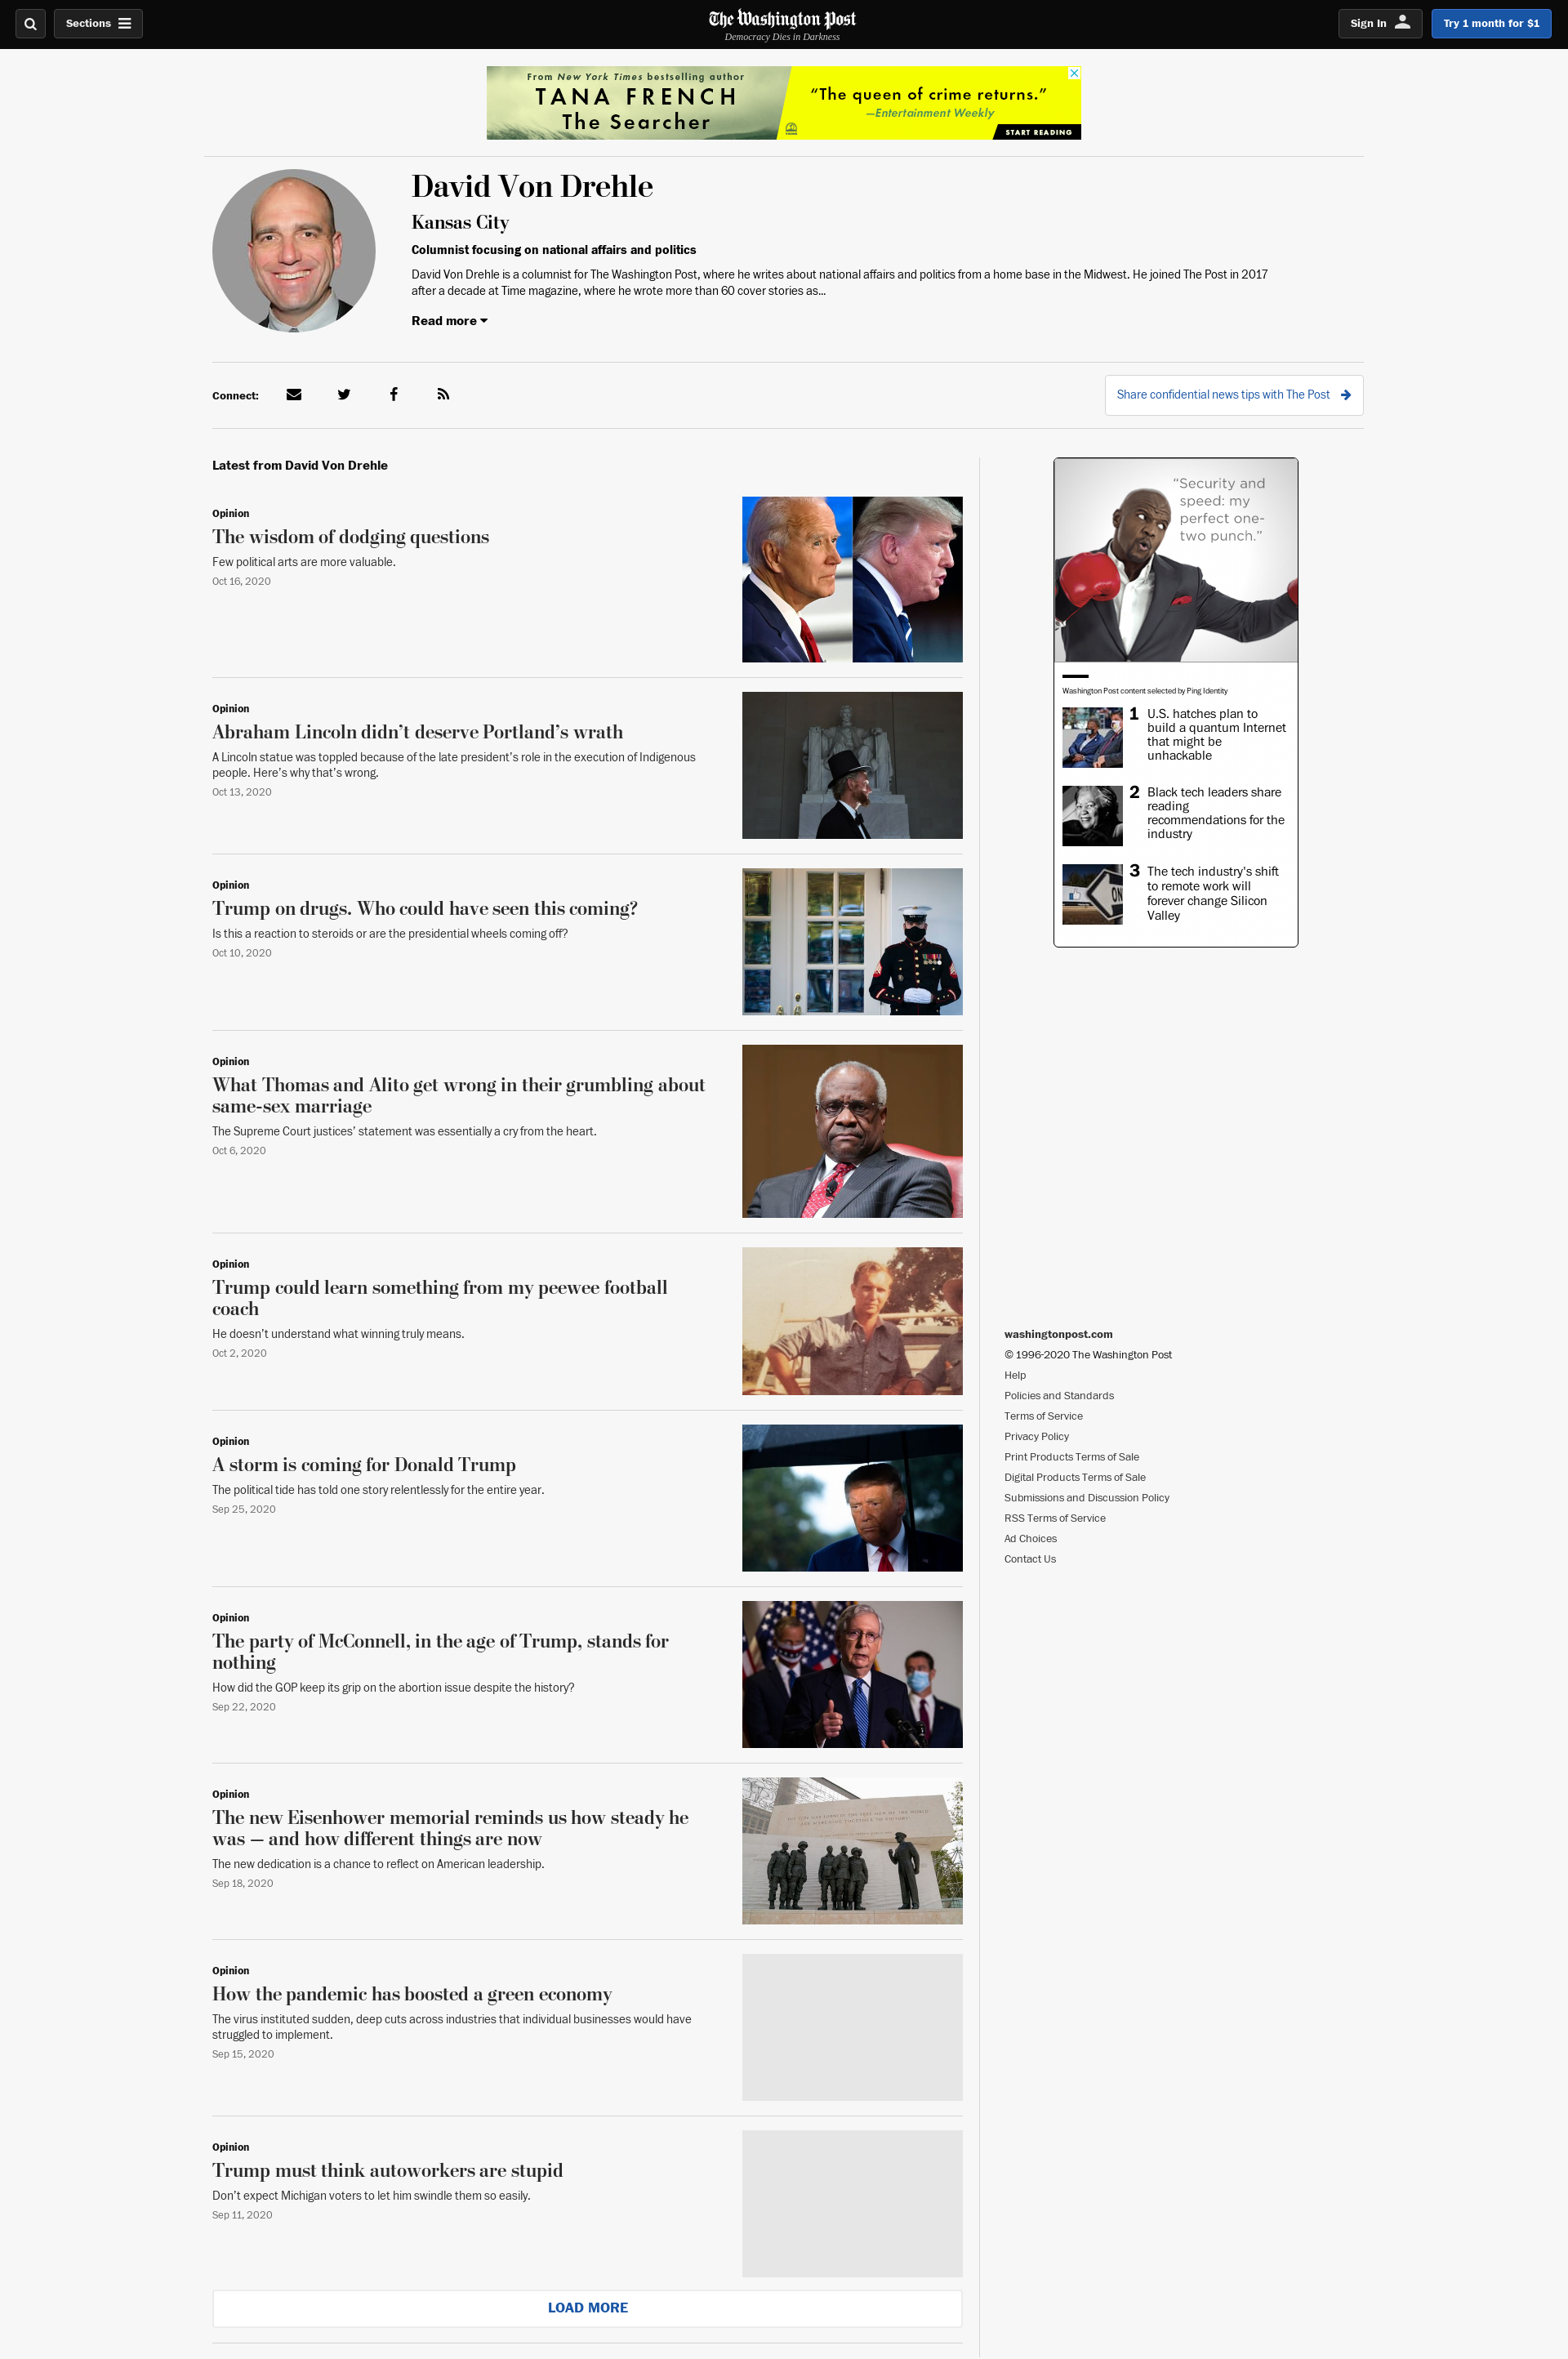 Sections
The Washington Post
Democracy Dies in Darkness
Sign In
Try 1 month for $1
From New York Times bestselling author
TANA FRENCH
The Searcher
“The queen of crime returns.”
—Entertainment Weekly
START READING
David Von Drehle
Kansas City
Columnist focusing on national affairs and politics
David Von Drehle is a columnist for The Washington Post, where he writes about national affairs and politics from a home base in the Midwest. He joined The Post in 2017
after a decade at Time magazine, where he wrote more than 60 cover stories as...
Read more
Connect:
Share confidential news tips with The Post
Latest from David Von Drehle
Opinion
The wisdom of dodging questions
Few political arts are more valuable.
Oct 16, 2020
Opinion
Abraham Lincoln didn’t deserve Portland’s wrath
A Lincoln statue was toppled because of the late president’s role in the execution of Indigenous
people. Here’s why that’s wrong.
Oct 13, 2020
Opinion
Trump on drugs. Who could have seen this coming?
Is this a reaction to steroids or are the presidential wheels coming off?
Oct 10, 2020
Opinion
What Thomas and Alito get wrong in their grumbling about
same-sex marriage
The Supreme Court justices’ statement was essentially a cry from the heart.
Oct 6, 2020
Opinion
Trump could learn something from my peewee football
coach
He doesn’t understand what winning truly means.
Oct 2, 2020
Opinion
A storm is coming for Donald Trump
The political tide has told one story relentlessly for the entire year.
Sep 25, 2020
Opinion
The party of McConnell, in the age of Trump, stands for
nothing
How did the GOP keep its grip on the abortion issue despite the history?
Sep 22, 2020
Opinion
The new Eisenhower memorial reminds us how steady he
was — and how different things are now
The new dedication is a chance to reflect on American leadership.
Sep 18, 2020
Opinion
How the pandemic has boosted a green economy
The virus instituted sudden, deep cuts across industries that individual businesses would have
struggled to implement.
Sep 15, 2020
Opinion
Trump must think autoworkers are stupid
Don’t expect Michigan voters to let him swindle them so easily.
Sep 11, 2020
LOAD MORE
“Security and
speed: my
perfect one-
two punch.”
Washington Post content selected by Ping Identity
1 U.S. hatches plan to
build a quantum Internet
that might be
unhackable
2 Black tech leaders share
reading
recommendations for the
industry
3 The tech industry's shift
to remote work will
forever change Silicon
Valley
washingtonpost.com
© 1996-2020 The Washington Post
Help
Policies and Standards
Terms of Service
Privacy Policy
Print Products Terms of Sale
Digital Products Terms of Sale
Submissions and Discussion Policy
RSS Terms of Service
Ad Choices
Contact Us